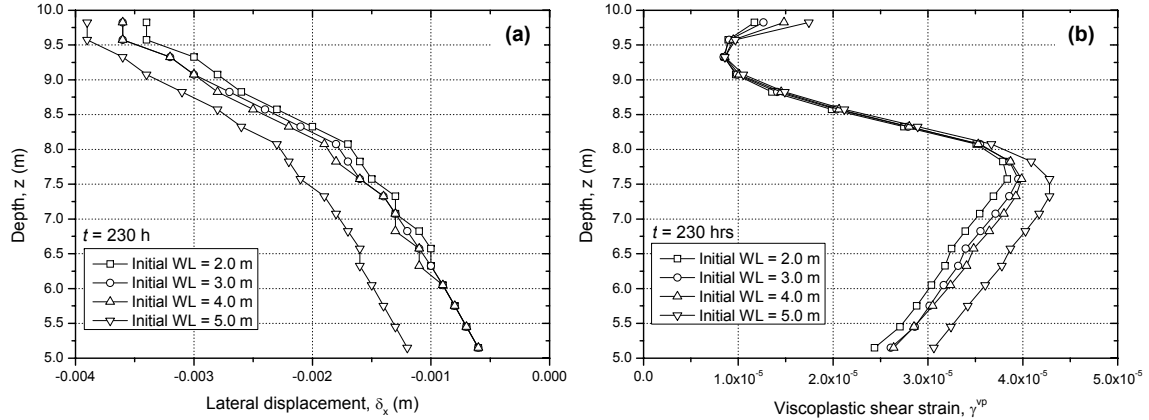 (a)
10.0
9.5
9.0
8.5
8.0
7.5
7.0
6.5
6.0
5.5
5.0
Depth, z (m)
t = 230 h
Initial WL = 2.0 m
Initial WL = 3.0 m
Initial WL = 4.0 m
Initial WL = 5.0 m
-0.004 -0.003 -0.002 -0.001 0.000
Lateral displacement, δx (m)
(b)
10.0
9.5
9.0
8.5
8.0
7.5
7.0
6.5
6.0
5.5
5.0
Depth, z (m)
t = 230 hrs
Initial WL = 2.0 m
Initial WL = 3.0 m
Initial WL = 4.0 m
Initial WL = 5.0 m
0.0 1.0x10⁻⁵ 2.0x10⁻⁵ 3.0x10⁻⁵ 4.0x10⁻⁵ 5.0x10⁻⁵
Viscoplastic shear strain, γᵛᵖ